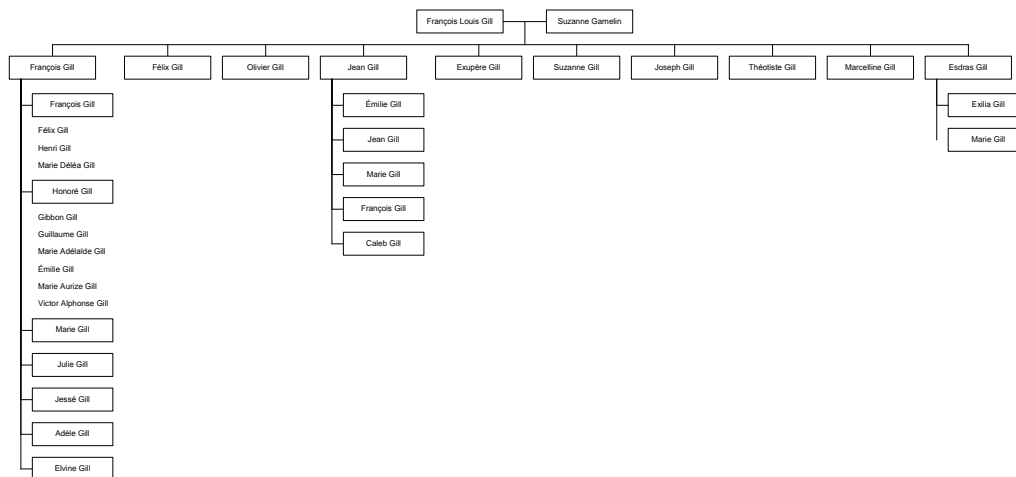 François Louis Gill
Suzanne Gamelin
François Gill
Félix Gill
Olivier Gill
Jean Gill
Exupère Gill
Suzanne Gill
Joseph Gill
Théotiste Gill
Marcelline Gill
Esdras Gill
François Gill
Félix Gill
Henri Gill
Marie Déléa Gill
Honoré Gill
Gibbon Gill
Guillaume Gill
Marie Adélaïde Gill
Émilie Gill
Marie Aurize Gill
Victor Alphonse Gill
Marie Gill
Julie Gill
Jessé Gill
Adèle Gill
Elvine Gill
Émilie Gill
Jean Gill
Marie Gill
François Gill
Caleb Gill
Exilia Gill
Marie Gill